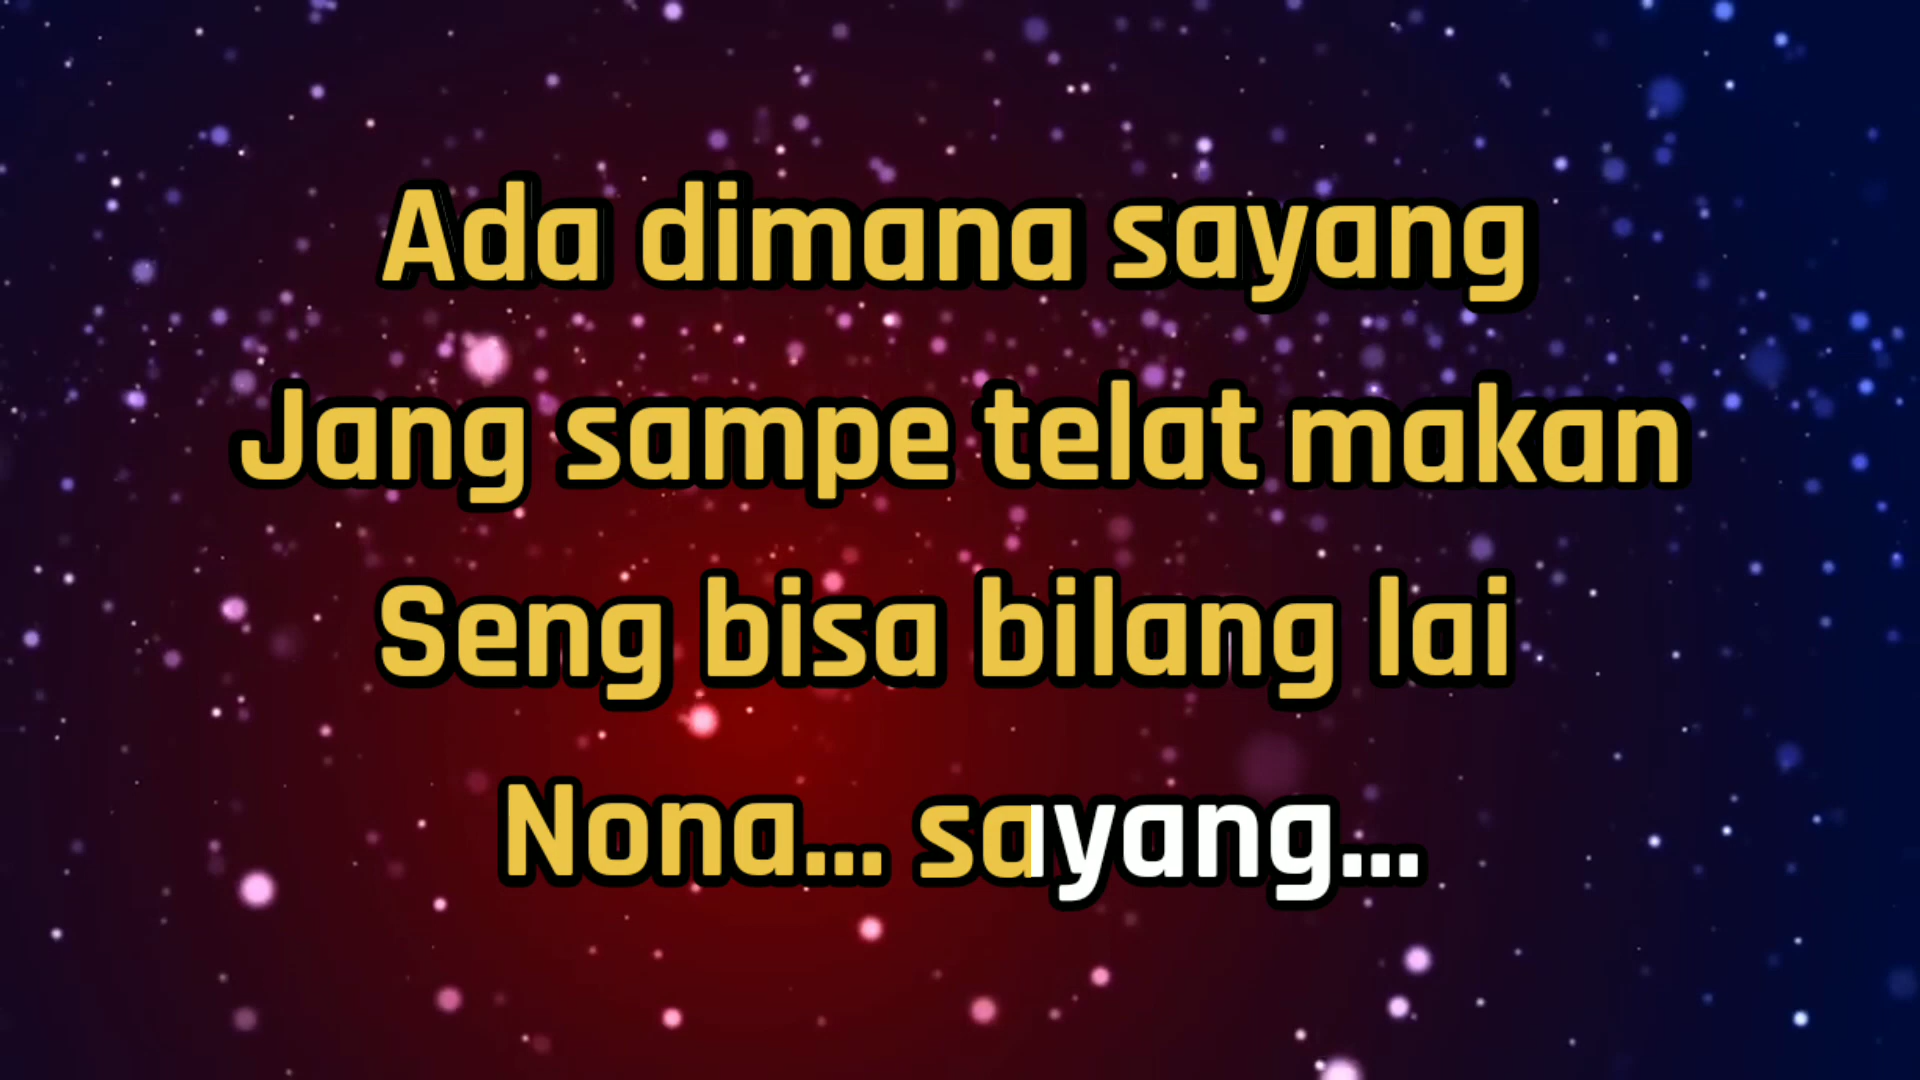 Ada dimana sayang
Jang sampe telat makan
Seng bisa bilang lai
Nona... sayang...